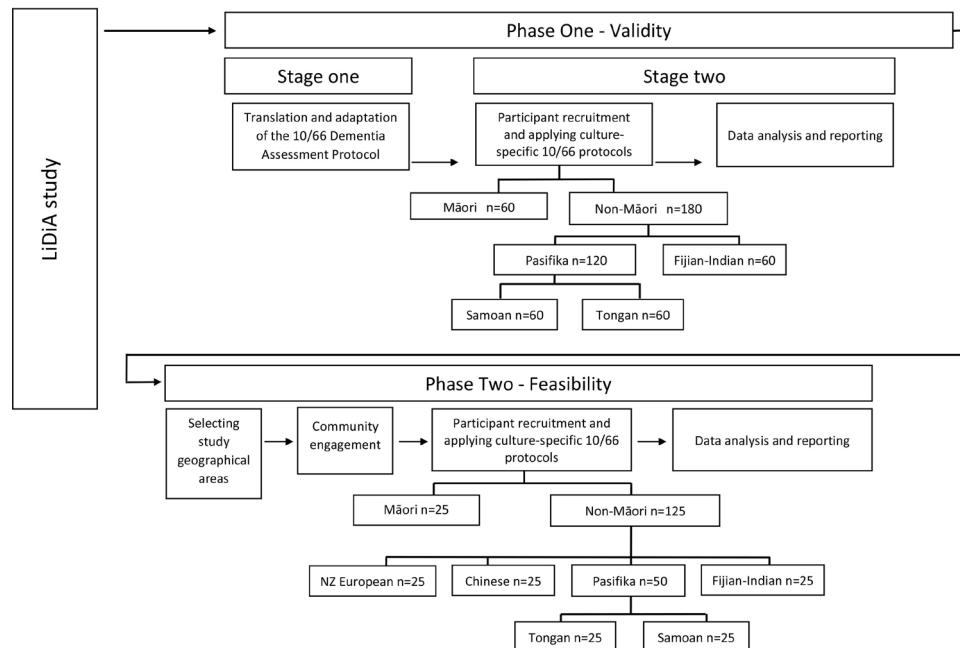 LiDiA study
Phase One - Validity
Stage one
Stage two
Translation and adaptation
of the 10/66 Dementia
Assessment Protocol
Participant recruitment
and applying culture-
specific 10/66 protocols
Data analysis and reporting
Māori n=60
Non-Māori n=180
Pasifika n=120
Fijian-Indian n=60
Samoan n=60
Tongan n=60
Phase Two - Feasibility
Selecting
study
geographical
areas
Community
engagement
Participant recruitment and
applying culture-specific 10/66
protocols
Data analysis and reporting
Māori n=25
Non-Māori n=125
NZ European n=25
Chinese n=25
Pasifika n=50
Fijian-Indian n=25
Tongan n=25
Samoan n=25